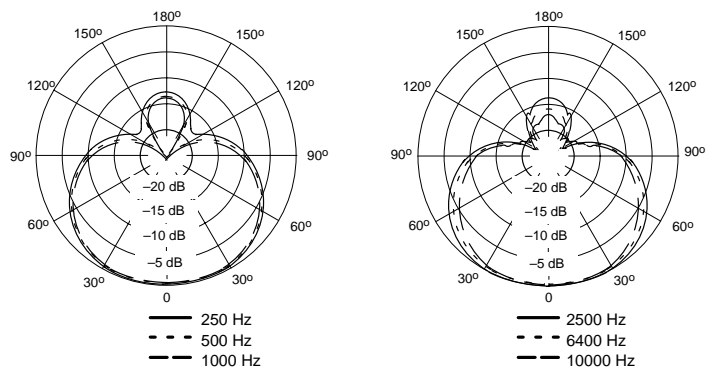 180º 180º
150º 150º 150º 150º
120º 120º 120º 120º
90º 90º 90º 90º
–20 dB –20 dB
–15 dB –15 dB
60º 60º 60º 60º
–10 dB –10 dB
–5 dB –5 dB
30º 30º 30º 30º
0 0
250 Hz 2500 Hz
500 Hz 6400 Hz
1000 Hz 10000 Hz